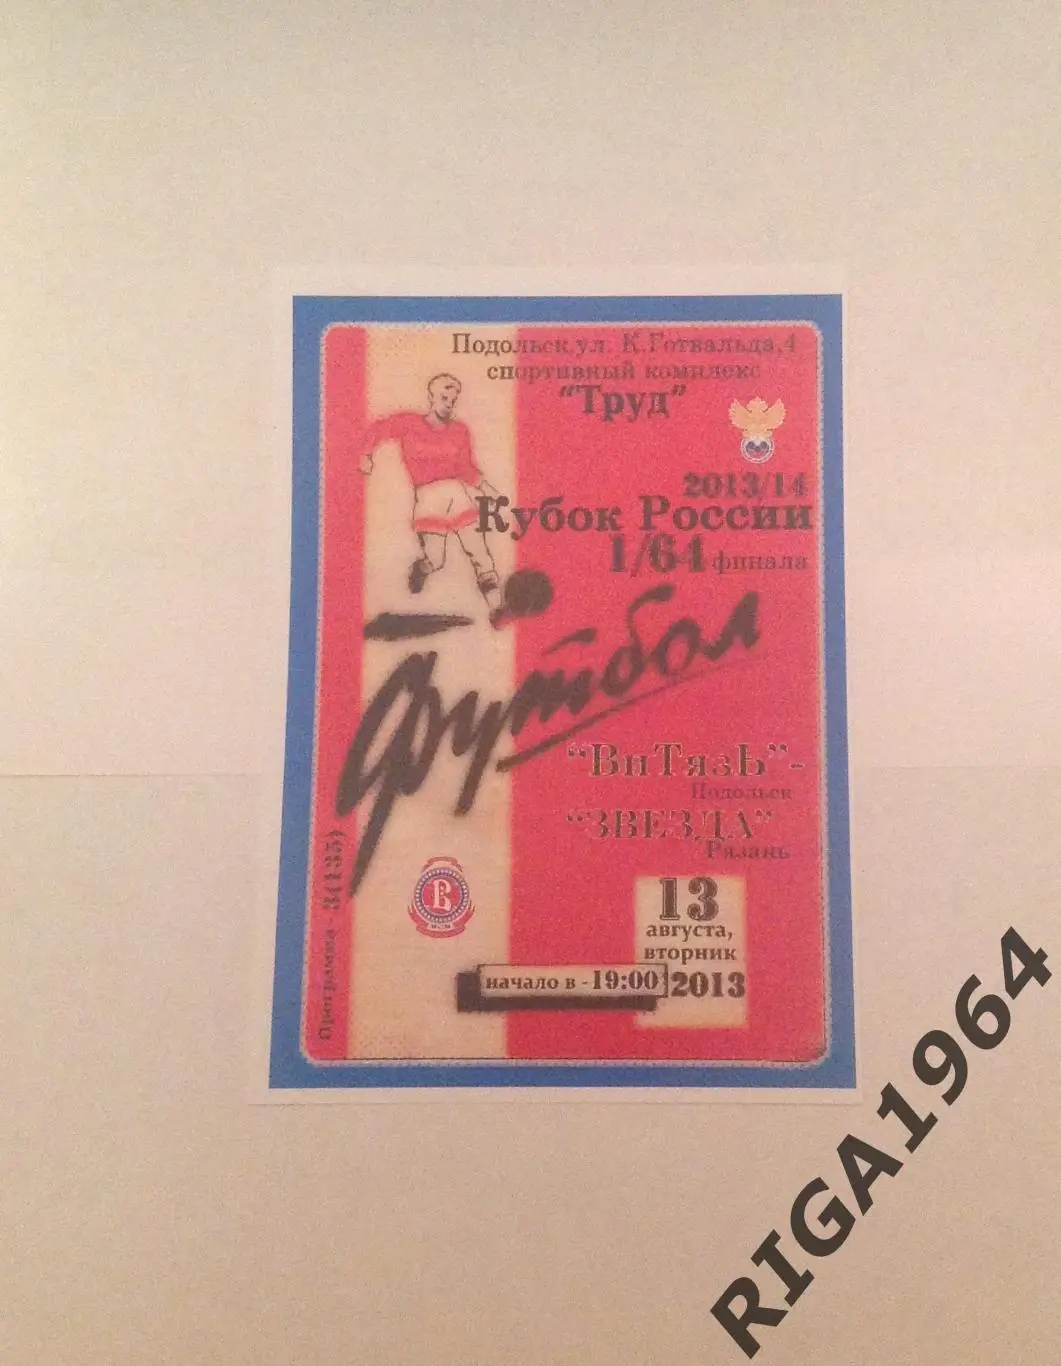 Подольск,ул. К.Готвальда,4
спортивный комплекс
"Труд"
2013/14
Кубок России
1/64 финала
Футбол
"ВиТязЬ"-
Подольск
"ЗВЕЗДА"
Рязань
13
августа,
вторник
2013
начало в - 19:00
Программа - 3(135)
В
RIGA1964